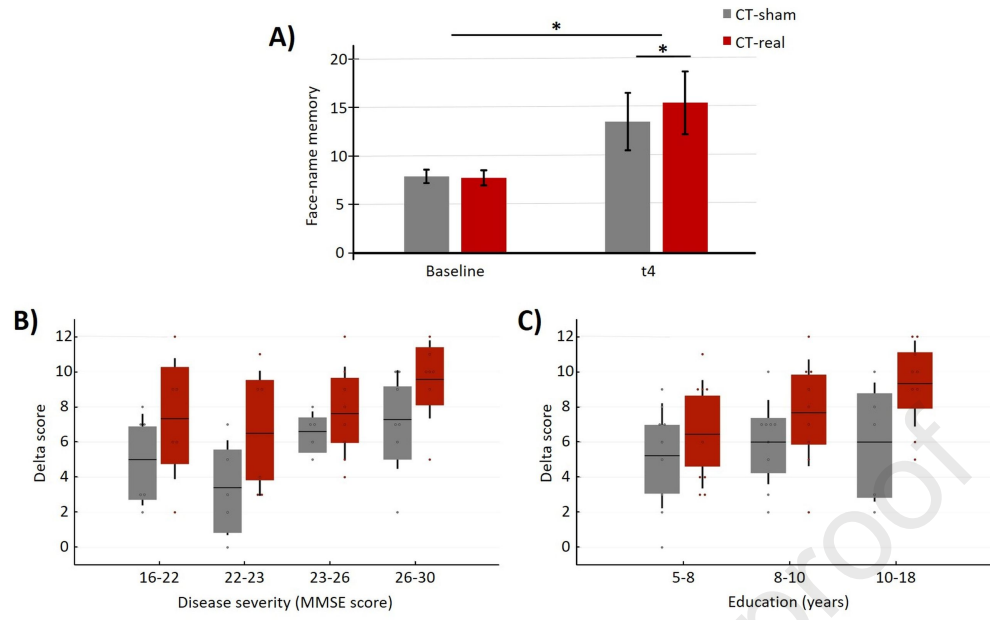 CT-sham
CT-real
A)
*
*
Face-name memory
20
15
10
5
0
Baseline
t4
B)
Delta score
12
10
8
6
4
2
0
16-22
22-23
23-26
26-30
Disease severity (MMSE score)
C)
Delta score
12
10
8
6
4
2
0
5-8
8-10
10-18
Education (years)
proof